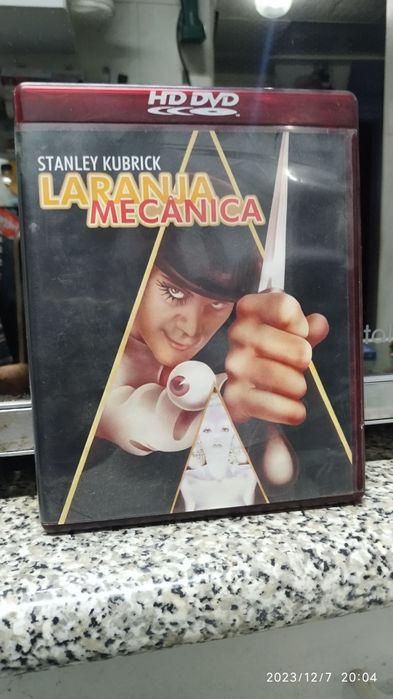 HD DVD
STANLEY KUBRICK
LARANJA
MECÂNICA
2023/12/7 20:04